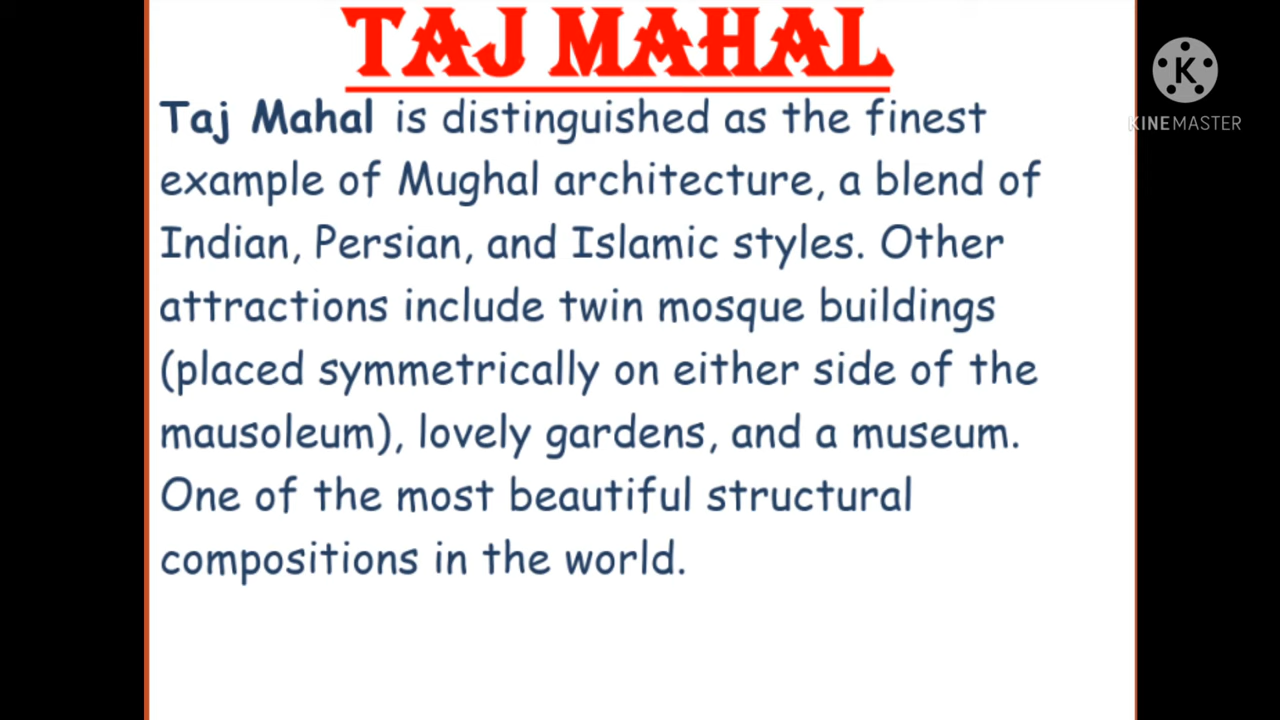 TAJ MAHAL
Taj Mahal is distinguished as the finest
example of Mughal architecture, a blend of
Indian, Persian, and Islamic styles. Other
attractions include twin mosque buildings
(placed symmetrically on either side of the
mausoleum), lovely gardens, and a museum.
One of the most beautiful structural
compositions in the world.
K
KINEMASTER